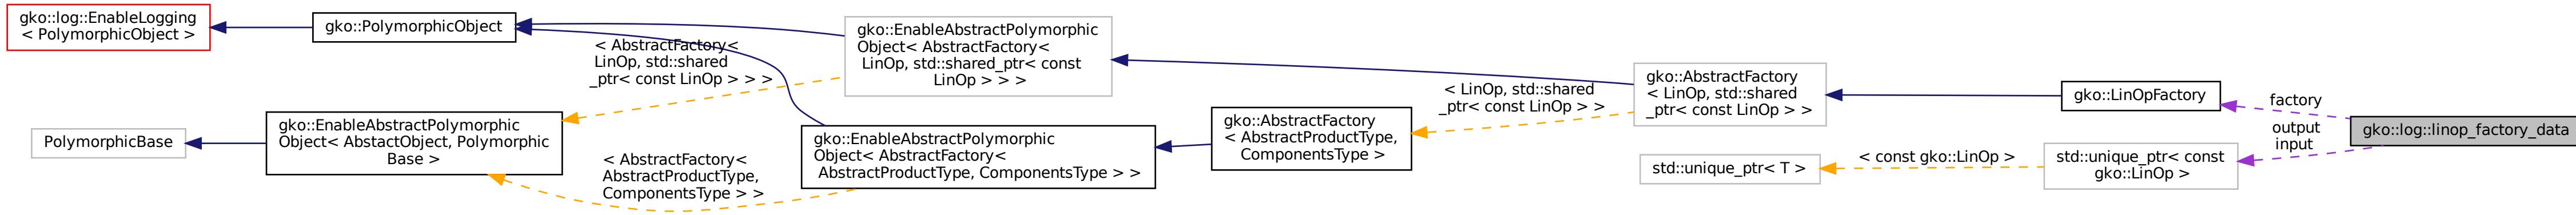 gko::log::EnableLogging
< PolymorphicObject >
gko::PolymorphicObject
< AbstractFactory<
LinOp, std::shared
_ptr< const LinOp > > >
gko::EnableAbstractPolymorphic
Object< AbstractFactory<
LinOp, std::shared_ptr< const
LinOp > > >
PolymorphicBase
gko::EnableAbstractPolymorphic
Object< AbstactObject, Polymorphic
Base >
< AbstractFactory<
AbstractProductType,
ComponentsType > >
gko::EnableAbstractPolymorphic
Object< AbstractFactory<
AbstractProductType, ComponentsType > >
gko::AbstractFactory
< AbstractProductType,
ComponentsType >
< LinOp, std::shared
_ptr< const LinOp > >
gko::AbstractFactory
< LinOp, std::shared
_ptr< const LinOp > >
gko::LinOpFactory
std::unique_ptr< T >
< const gko::LinOp >
std::unique_ptr< const
gko::LinOp >
factory
output
input
gko::log::linop_factory_data